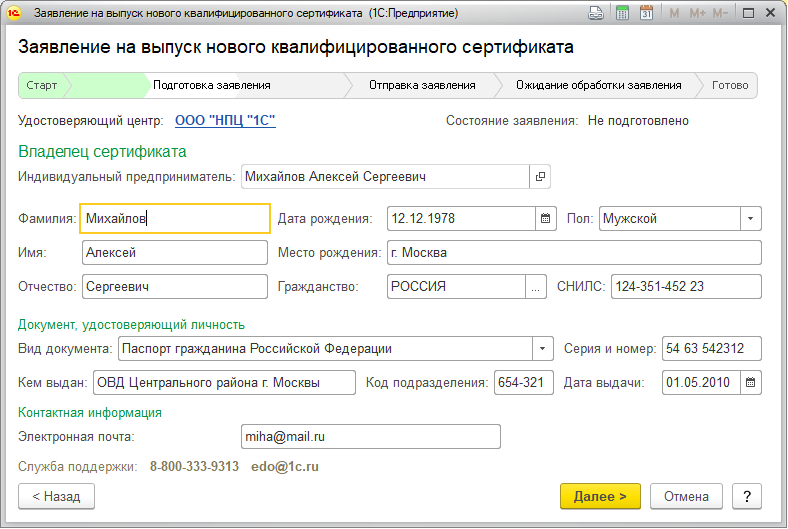 Заявление на выпуск нового квалифицированного сертификата (1С:Предприятие)
31 M M+ M−
Заявление на выпуск нового квалифицированного сертификата
Старт Подготовка заявления Отправка заявления Ожидание обработки заявления Готово
Удостоверяющий центр: ООО "НПЦ "1С" Состояние заявления: Не подготовлено
Владелец сертификата
Индивидуальный предприниматель: Михайлов Алексей Сергеевич
Фамилия: Михайлов Дата рождения: 12.12.1978 Пол: Мужской
Имя: Алексей Место рождения: г. Москва
Отчество: Сергеевич Гражданство: РОССИЯ ... СНИЛС: 124-351-452 23
Документ, удостоверяющий личность
Вид документа: Паспорт гражданина Российской Федерации Серия и номер: 54 63 542312
Кем выдан: ОВД Центрального района г. Москвы Код подразделения: 654-321 Дата выдачи: 01.05.2010
Контактная информация
Электронная почта: miha@mail.ru
Служба поддержки: 8-800-333-9313 edo@1c.ru
< Назад Далее > Отмена ?